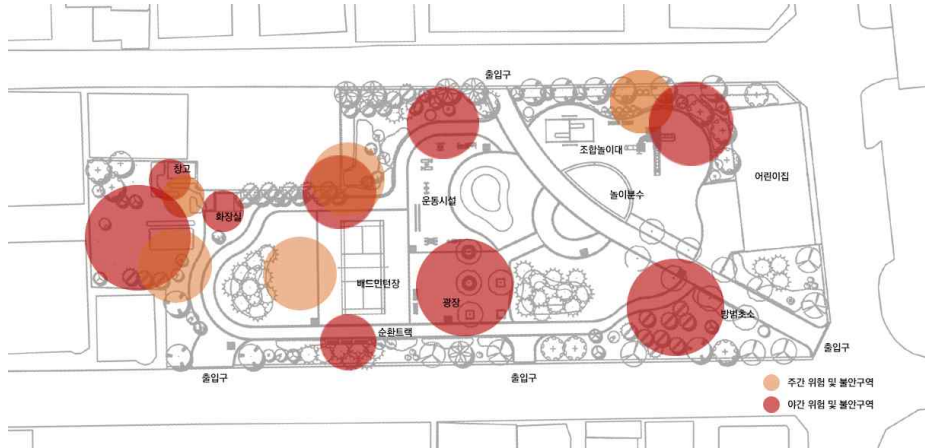 출입구
창고
조합놀이대
어린이집
화장실
운동시설
놀이분수
배드민턴장
광장
방범초소
순환트랙
출입구
출입구
출입구
주간 위험 및 불안구역
야간 위험 및 불안구역